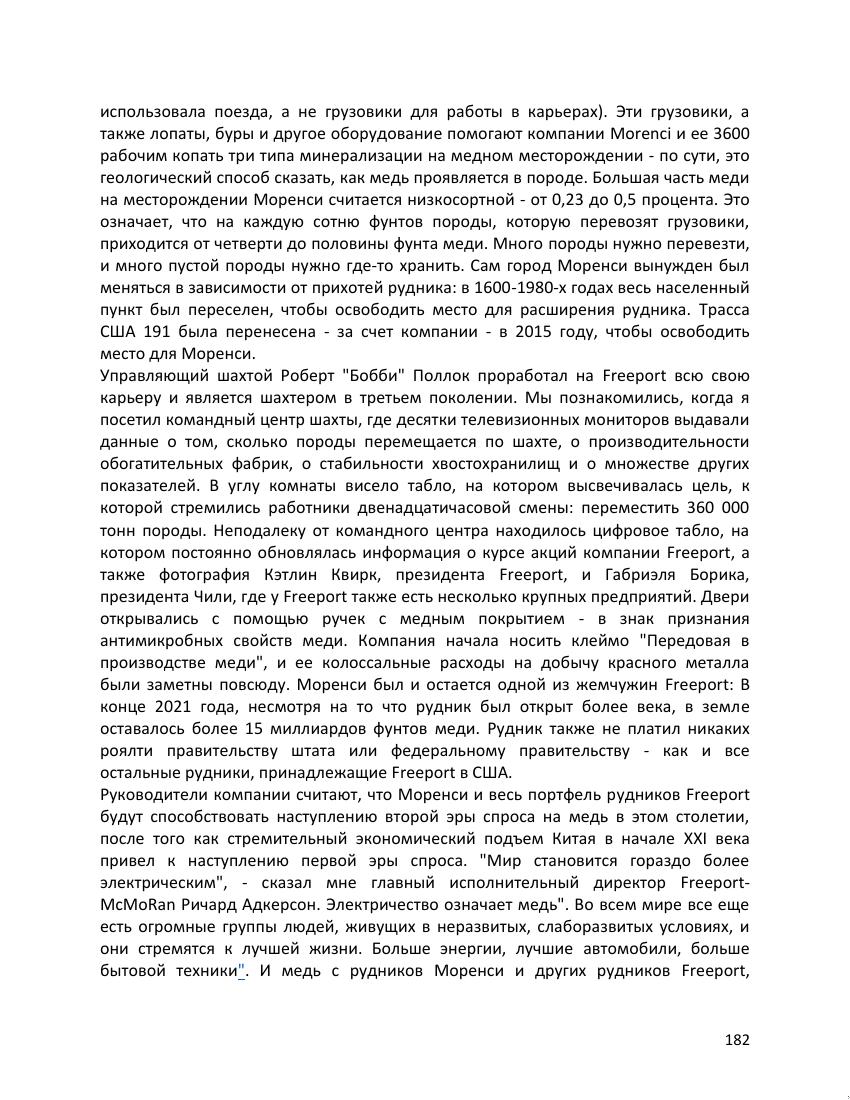 использовала поезда, а не грузовики для работы в карьерах). Эти грузовики, а
также лопаты, буры и другое оборудование помогают компании Morenci и ее 3600
рабочим копать три типа минерализации на медном месторождении - по сути, это
геологический способ сказать, как медь проявляется в породе. Большая часть меди
на месторождении Моренси считается низкосортной - от 0,23 до 0,5 процента. Это
означает, что на каждую сотню фунтов породы, которую перевозят грузовики,
приходится от четверти до половины фунта меди. Много породы нужно перевезти,
и много пустой породы нужно где-то хранить. Сам город Моренси вынужден был
меняться в зависимости от прихотей рудника: в 1600-1980-х годах весь населенный
пункт был переселен, чтобы освободить место для расширения рудника. Трасса
США 191 была перенесена - за счет компании - в 2015 году, чтобы освободить
место для Моренси.
Управляющий шахтой Роберт "Бобби" Поллок проработал на Freeport всю свою
карьеру и является шахтером в третьем поколении. Мы познакомились, когда я
посетил командный центр шахты, где десятки телевизионных мониторов выдавали
данные о том, сколько породы перемещается по шахте, о производительности
обогатительных фабрик, о стабильности хвостохранилищ и о множестве других
показателей. В углу комнаты висело табло, на котором высвечивалась цель, к
которой стремились работники двенадцатичасовой смены: переместить 360 000
тонн породы. Неподалеку от командного центра находилось цифровое табло, на
котором постоянно обновлялась информация о курсе акций компании Freeport, а
также фотография Кэтлин Квирк, президента Freeport, и Габриэля Борика,
президента Чили, где у Freeport также есть несколько крупных предприятий. Двери
открывались с помощью ручек с медным покрытием - в знак признания
антимикробных свойств меди. Компания начала носить клеймо "Передовая в
производстве меди", и ее колоссальные расходы на добычу красного металла
были заметны повсюду. Моренси был и остается одной из жемчужин Freeport: В
конце 2021 года, несмотря на то что рудник был открыт более века, в земле
оставалось более 15 миллиардов фунтов меди. Рудник также не платил никаких
роялти правительству штата или федеральному правительству - как и все
остальные рудники, принадлежащие Freeport в США.
Руководители компании считают, что Моренси и весь портфель рудников Freeport
будут способствовать наступлению второй эры спроса на медь в этом столетии,
после того как стремительный экономический подъем Китая в начале XXI века
привел к наступлению первой эры спроса. "Мир становится гораздо более
электрическим", - сказал мне главный исполнительный директор Freeport-
McMoRan Ричард Адкерсон. Электричество означает медь". Во всем мире все еще
есть огромные группы людей, живущих в неразвитых, слаборазвитых условиях, и
они стремятся к лучшей жизни. Больше энергии, лучшие автомобили, больше
бытовой техники". И медь с рудников Моренси и других рудников Freeport,
182